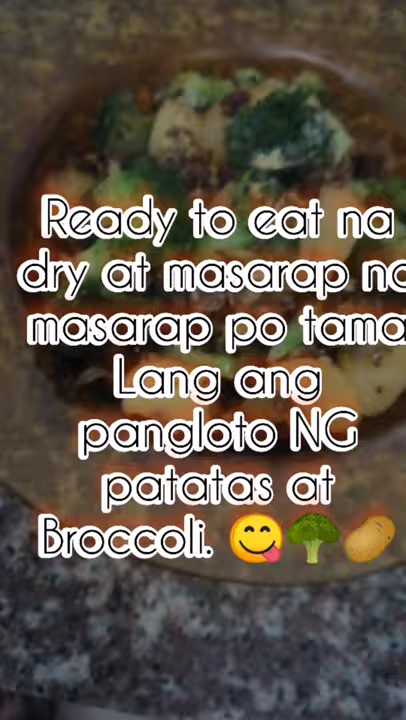 Ready to eat na
dry at masarap na
masarap po tama
Lang ang
pangloto NG
patatas at
Broccoli. 😋🥦🥔